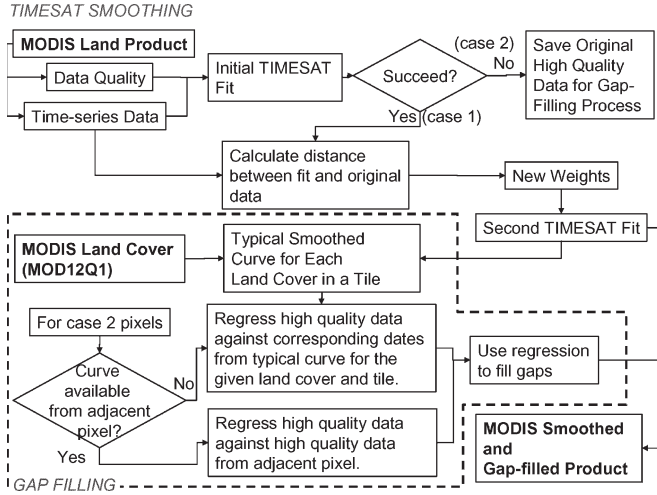 TIMESAT SMOOTHING
MODIS Land Product
Data Quality
Time-series Data
Initial TIMESAT
Fit
Succeed?
(case 2)
No
Save Original
High Quality
Data for Gap-
Filling Process
Yes (case 1)
Calculate distance
between fit and original
data
New Weights
Second TIMESAT Fit
MODIS Land Cover
(MOD12Q1)
Typical Smoothed
Curve for Each
Land Cover in a Tile
For case 2 pixels
Curve
available
from adjacent
pixel?
No
Yes
Regress high quality data
against corresponding dates
from typical curve for the
given land cover and tile.
Regress high quality data
against high quality data
from adjacent pixel.
Use regression
to fill gaps
MODIS Smoothed
and
Gap-filled Product
GAP FILLING